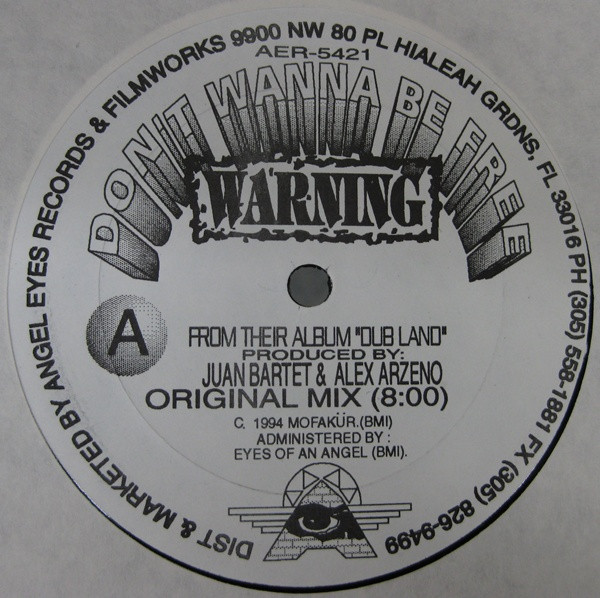 DIST & MARKETED BY ANGEL EYES RECORDS & FILMWORKS 9900 NW 80 PL HIALEAH GRDNS, FL 33016 PH (305) 558-1881 FX (305) 826-9499
AER-5421
DON'T WANNA BE FREE
WARNING
A
FROM THEIR ALBUM "DUB LAND"
PRODUCED BY:
JUAN BARTET & ALEX ARZENO
ORIGINAL MIX (8:00)
C. 1994 MOFAKÜR.(BMI)
ADMINISTERED BY :
EYES OF AN ANGEL (BMI).